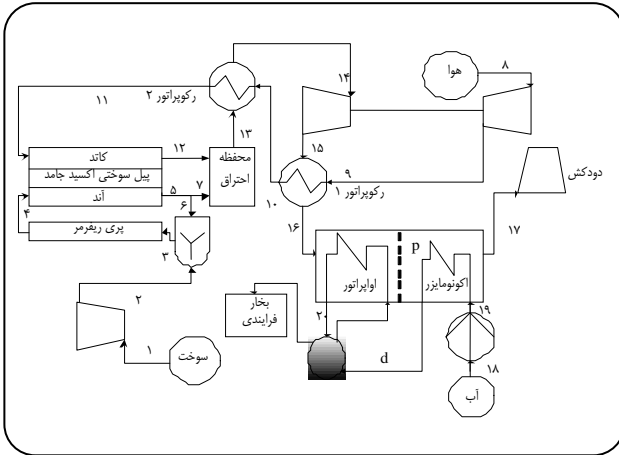 هوا
۸
۱۴
رکوپراتور ۲
۱۱
۱۳
۱۲
محفظه
احتراق
کاتد
پیل سوختی اکسید جامد
آند
۵
۷
۶
۴
پری ریفرمر
۳
۱۵
۹
رکوپراتور ۱
۱۰
۱۶
دودکش
۱۷
p
اواپراتور
اکونومایزر
۲
۱
سوخت
بخار
فرایندی
۲۰
d
۱۹
۱۸
آب